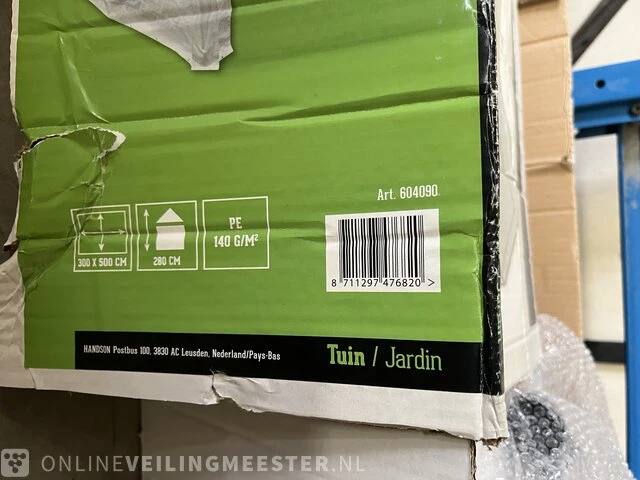 Art. 604090
300 X 500 CM
280 CM
PE
140 G/M²
8 711297 476820 >
HANDSON Postbus 100, 3830 AC Leusden, Nederland/Pays-Bas
Tuin / Jardin
ONLINEVEILINGMEESTER.NL